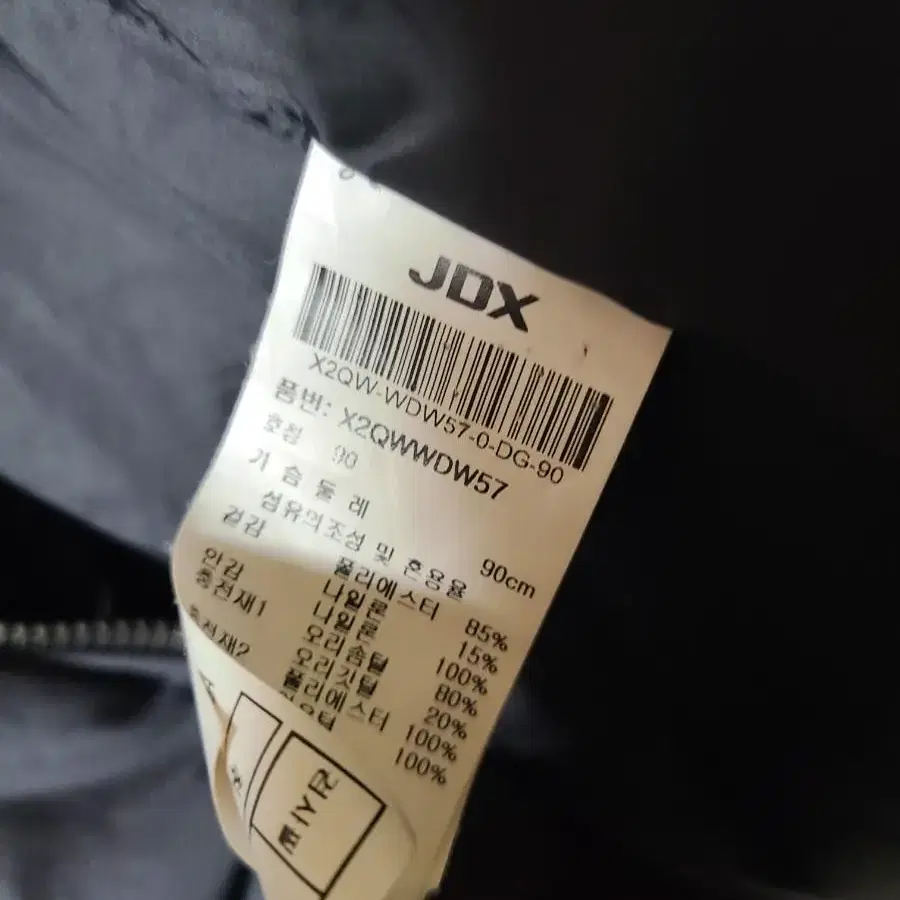 JDX
X2QW-WDW57-0-DG-90
품번: X2QWWDW57
호칭 90
가 슴 둘 레 90cm
섬유의조성 및 혼용율
겉감 폴리에스터 85%
나일론 15%
안감 나일론 100%
충전재1 오리솜털 80%
오리깃털 20%
충전재2 폴리에스터 100%
100%